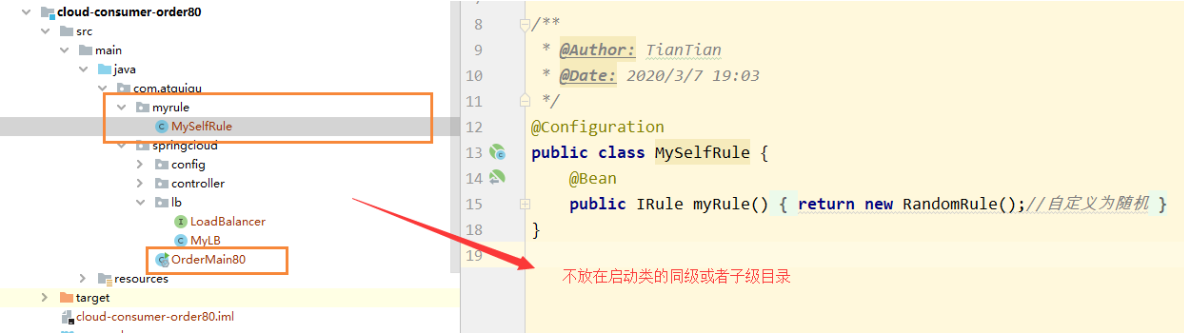 cloud-consumer-order80
src
main
java
com.atguigu
myrule
MySelfRule
springcloud
config
controller
lb
LoadBalancer
MyLB
OrderMain80
resources
target
cloud-consumer-order80.iml
8 /**
9 * @Author: TianTian
10 * @Date: 2020/3/7 19:03
11 */
12 @Configuration
13 public class MySelfRule {
14 @Bean
15 public IRule myRule() { return new RandomRule();//自定义为随机 }
18 }
19
不放在启动类的同级或者子级目录